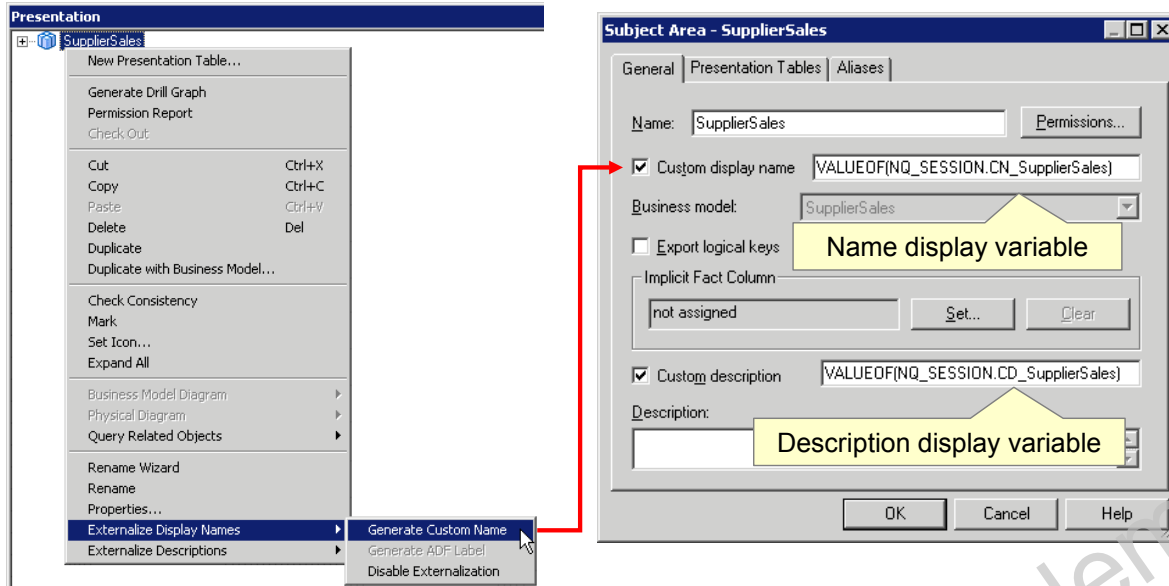 Presentation
SupplierSales
New Presentation Table...
Generate Drill Graph
Permission Report
Check Out
Cut Ctrl+X
Copy Ctrl+C
Paste Ctrl+V
Delete Del
Duplicate
Duplicate with Business Model...
Check Consistency
Mark
Set Icon...
Expand All
Business Model Diagram
Physical Diagram
Query Related Objects
Rename Wizard
Rename
Properties...
Externalize Display Names
Externalize Descriptions
Generate Custom Name
Generate ADF Label
Disable Externalization
Subject Area - SupplierSales
General Presentation Tables Aliases
Name: SupplierSales Permissions...
Custom display name VALUEOF(NQ_SESSION.CN_SupplierSales)
Business model: SupplierSales
Export logical keys
Name display variable
Implicit Fact Column
not assigned Set... Clear
Custom description VALUEOF(NQ_SESSION.CD_SupplierSales)
Description:
Description display variable
OK Cancel Help